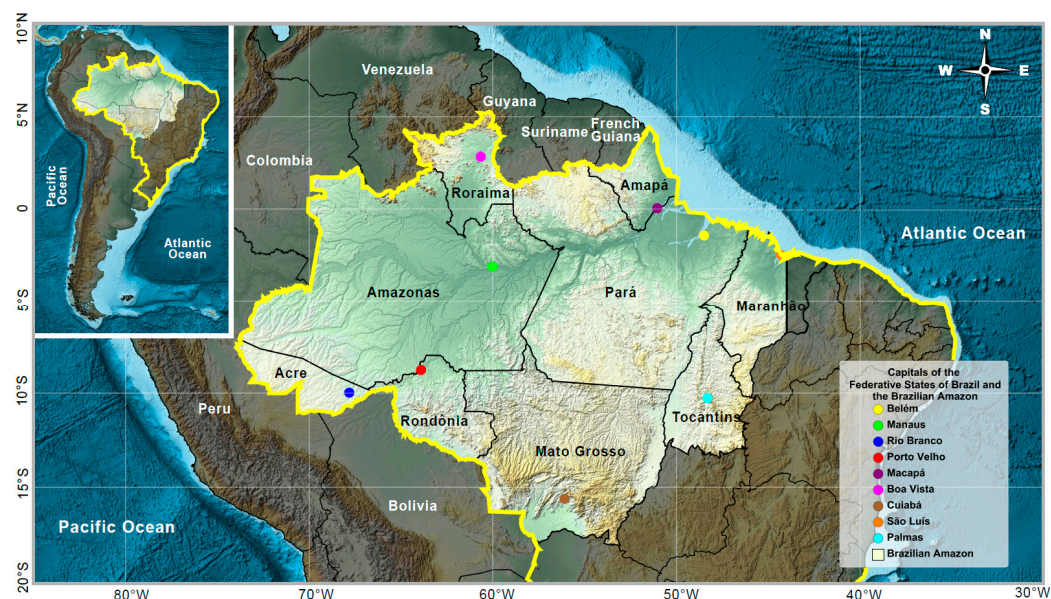 10°N
5°N
0
5°S
10°S
15°S
20°S
80°W
70°W
60°W
50°W
40°W
30°W
Pacific
Ocean
Atlantic
Ocean
N
W
E
S
Venezuela
Guyana
Suriname
French
Guiana
Colombia
Roraima
Amapá
Atlantic Ocean
Amazonas
Pará
Maranhão
Acre
Peru
Rondônia
Tocantins
Mato Grosso
Bolivia
Pacific Ocean
Capitals of the
Federative States of Brazil and
the Brazilian Amazon
Belém
Manaus
Rio Branco
Porto Velho
Macapá
Boa Vista
Cuiabá
São Luís
Palmas
Brazilian Amazon